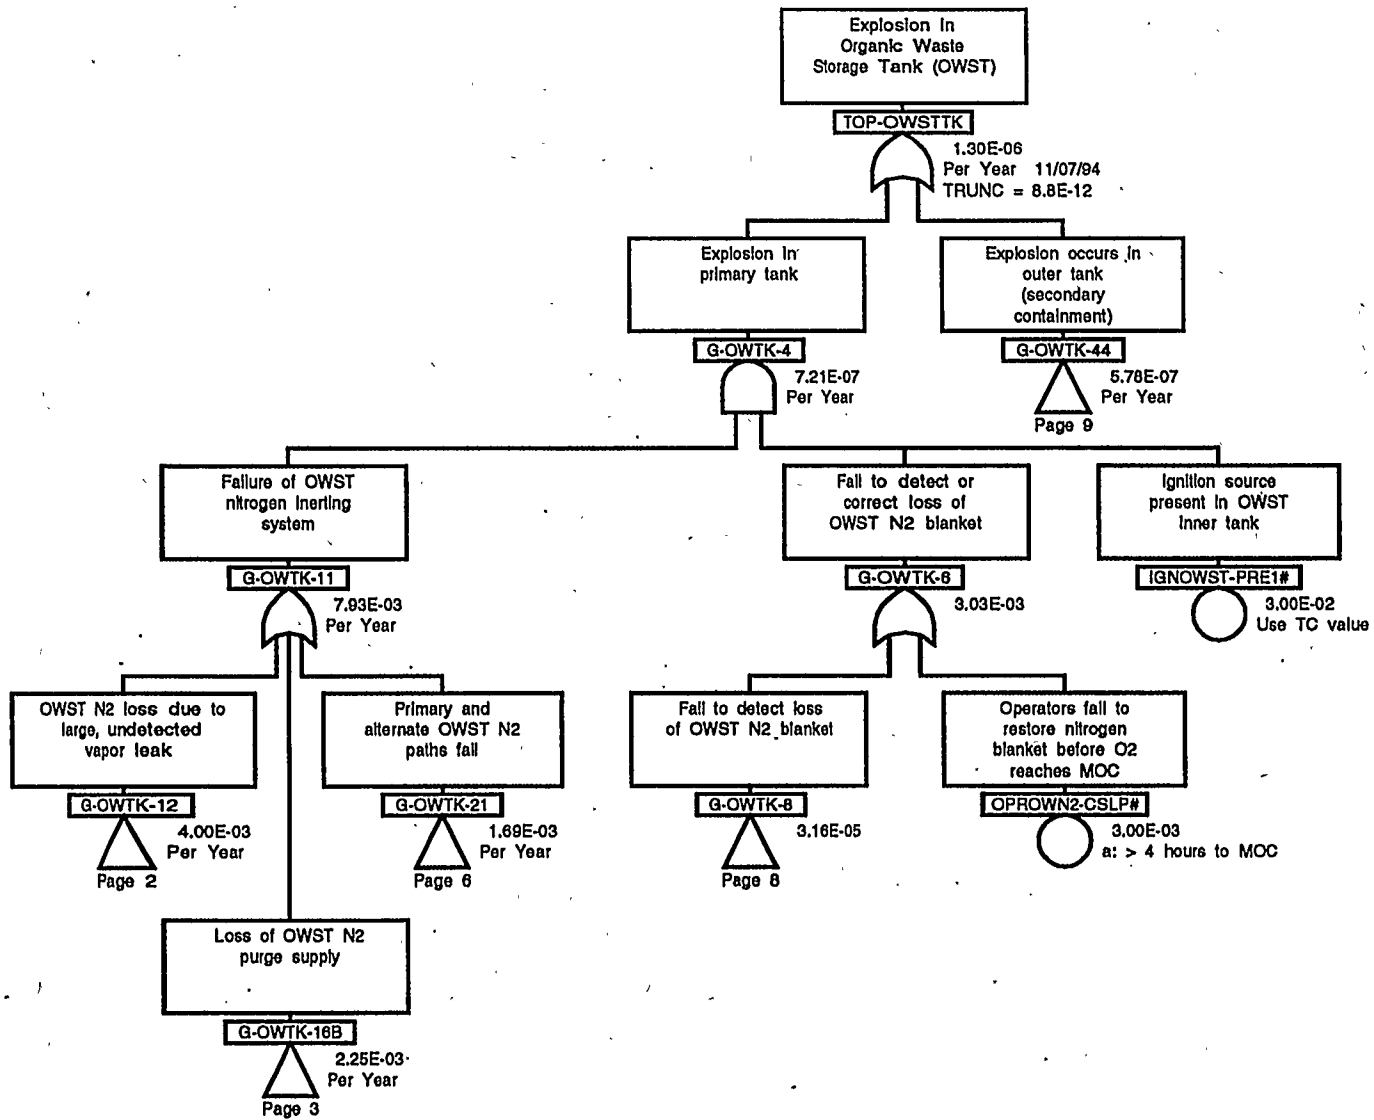 Explosion in
Organic Waste
Storage Tank (OWST)
TOP-OWSTTK
1.30E-06
Per Year 11/07/94
TRUNC = 8.8E-12
Explosion in
primary tank
G-OWTK-4
7.21E-07
Per Year
Explosion occurs in
outer tank
(secondary
containment)
G-OWTK-44
5.78E-07
Per Year
Page 9
Failure of OWST
nitrogen inerting
system
G-OWTK-11
7.93E-03
Per Year
Fail to detect or
correct loss of
OWST N2 blanket
G-OWTK-6
3.03E-03
Ignition source
present in OWST
inner tank
IGNOWST-PRE1#
3.00E-02
Use TC value
OWST N2 loss due to
large, undetected
vapor leak
G-OWTK-12
4.00E-03
Per Year
Page 2
Primary and
alternate OWST N2
paths fail
G-OWTK-21
1.69E-03
Per Year
Page 6
Fail to detect loss
of OWST N2 blanket
G-OWTK-8
3.16E-05
Page 8
Operators fail to
restore nitrogen
blanket before O2
reaches MOC
OPROWN2-CSLP#
3.00E-03
a: > 4 hours to MOC
Loss of OWST N2
purge supply
G-OWTK-16B
2.25E-03
Per Year
Page 3